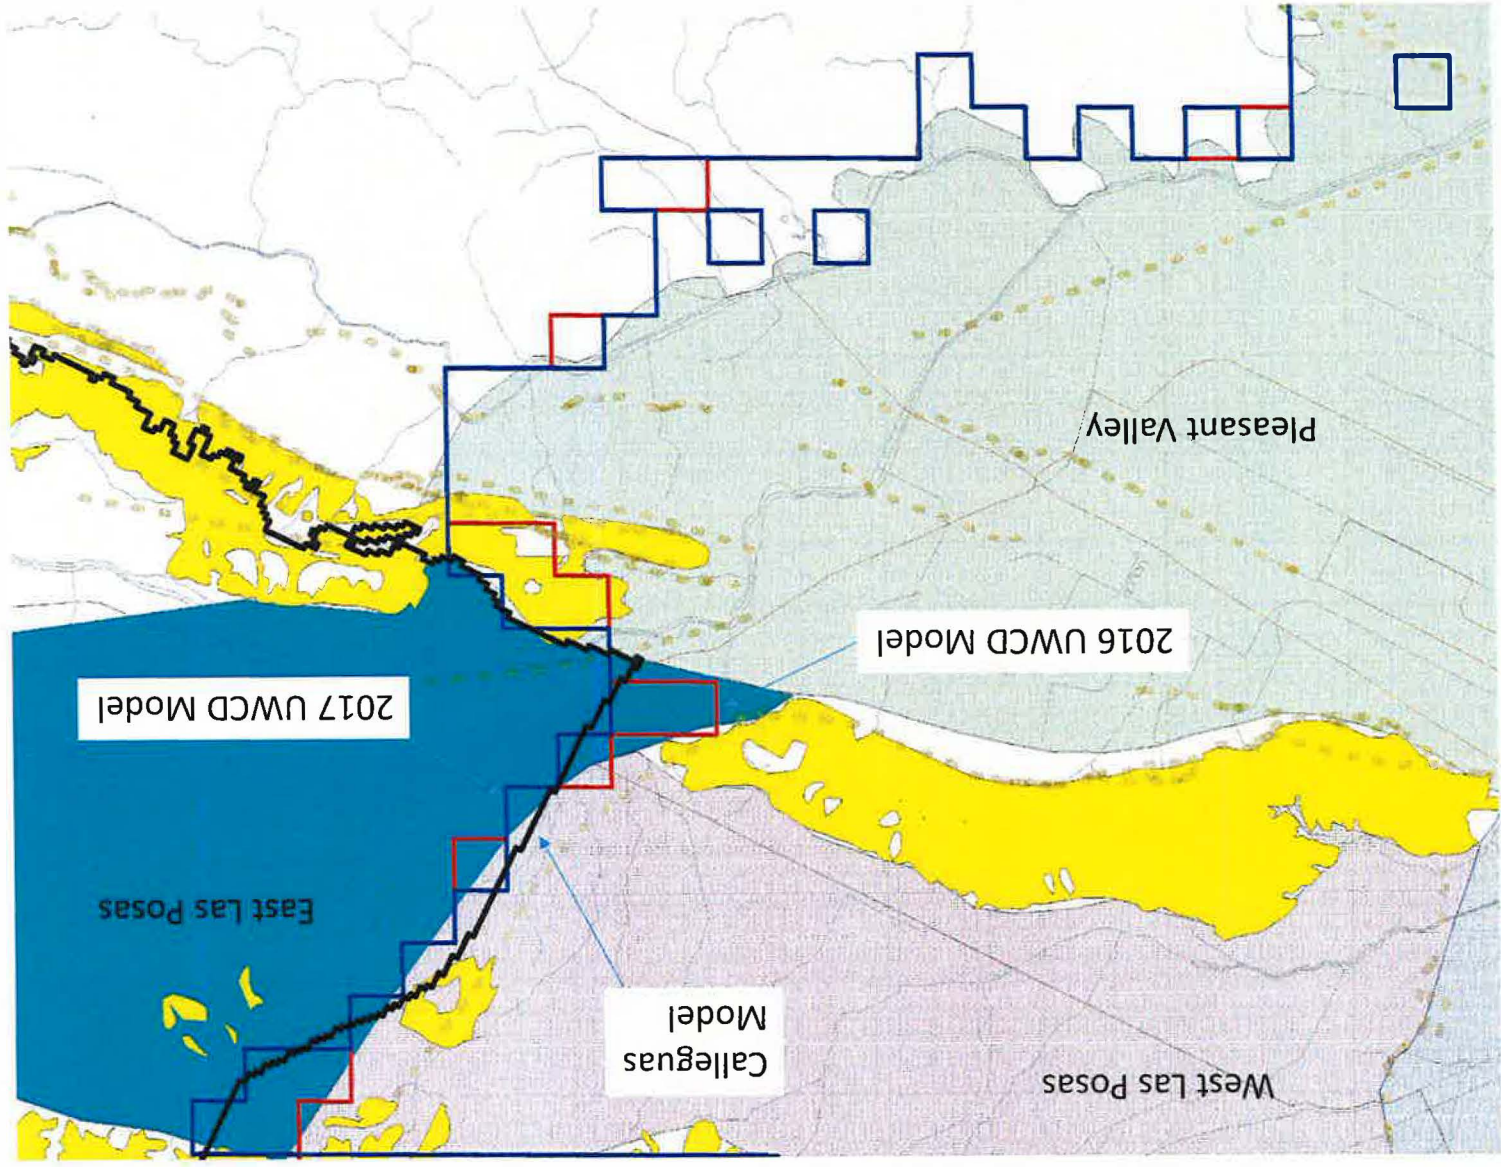 West Las Posas
Calleguas
Model
East Las Posas
2017 UWCD Model
2016 UWCD Model
Pleasant Valley